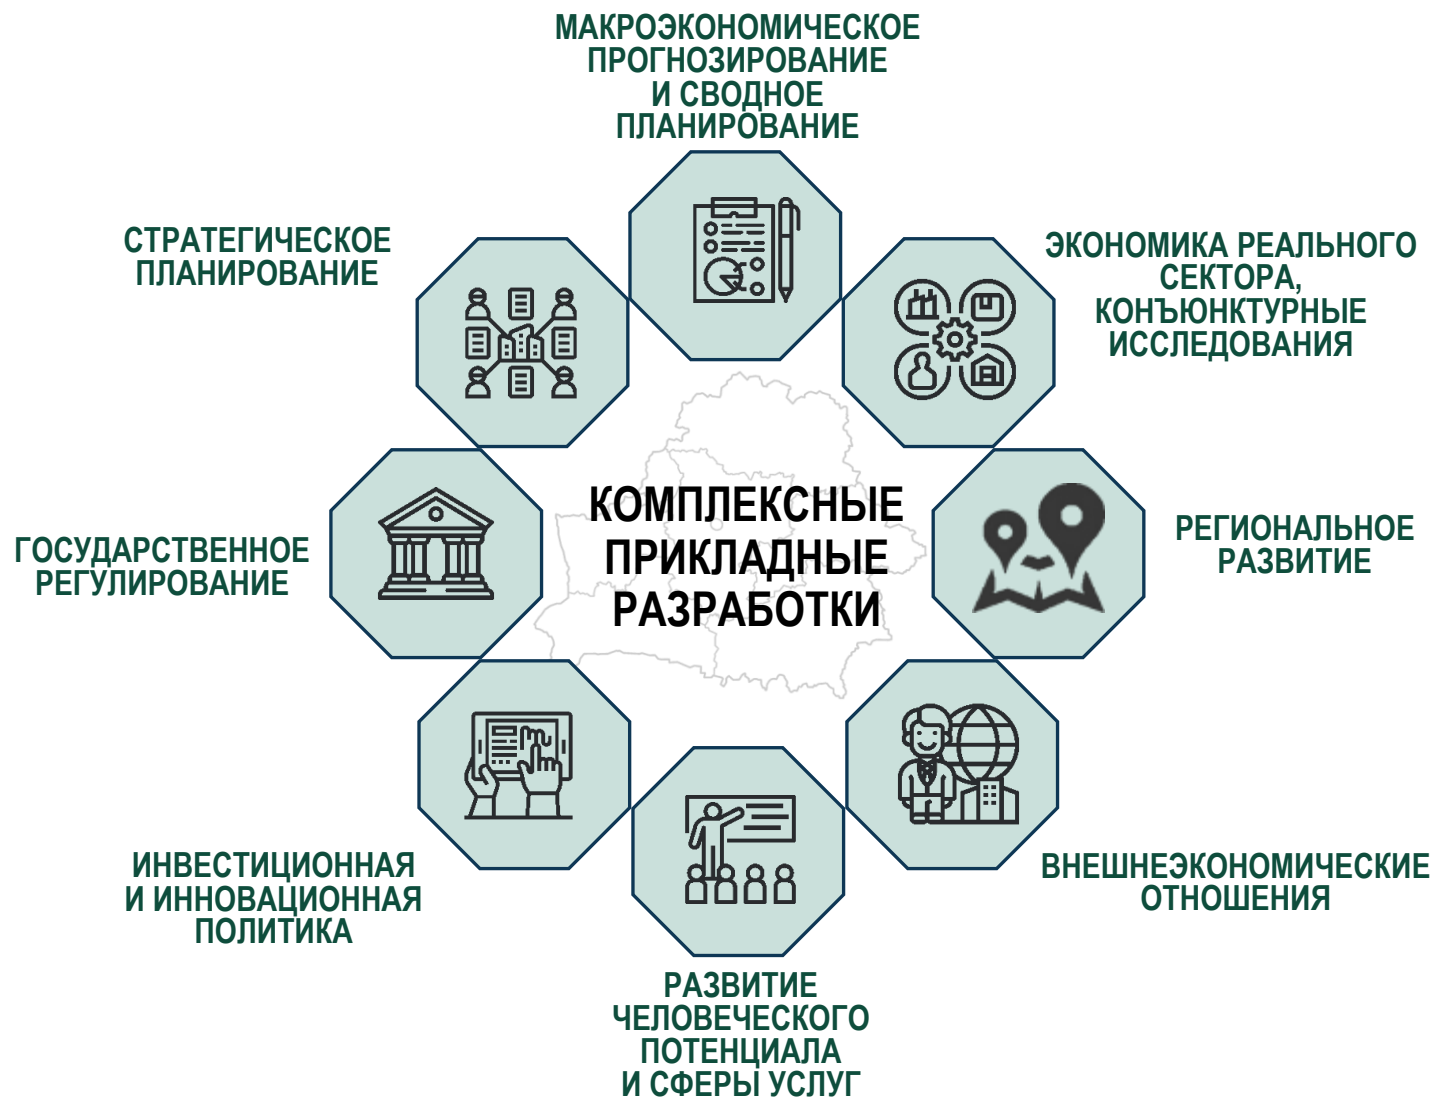 МАКРОЭКОНОМИЧЕСКОЕ
ПРОГНОЗИРОВАНИЕ
И СВОДНОЕ
ПЛАНИРОВАНИЕ
СТРАТЕГИЧЕСКОЕ
ПЛАНИРОВАНИЕ
ЭКОНОМИКА РЕАЛЬНОГО
СЕКТОРА,
КОНЪЮНКТУРНЫЕ
ИССЛЕДОВАНИЯ
ГОСУДАРСТВЕННОЕ
РЕГУЛИРОВАНИЕ
КОМПЛЕКСНЫЕ
ПРИКЛАДНЫЕ
РАЗРАБОТКИ
РЕГИОНАЛЬНОЕ
РАЗВИТИЕ
ИНВЕСТИЦИОННАЯ
И ИННОВАЦИОННАЯ
ПОЛИТИКА
ВНЕШНЕЭКОНОМИЧЕСКИЕ
ОТНОШЕНИЯ
РАЗВИТИЕ
ЧЕЛОВЕЧЕСКОГО
ПОТЕНЦИАЛА
И СФЕРЫ УСЛУГ